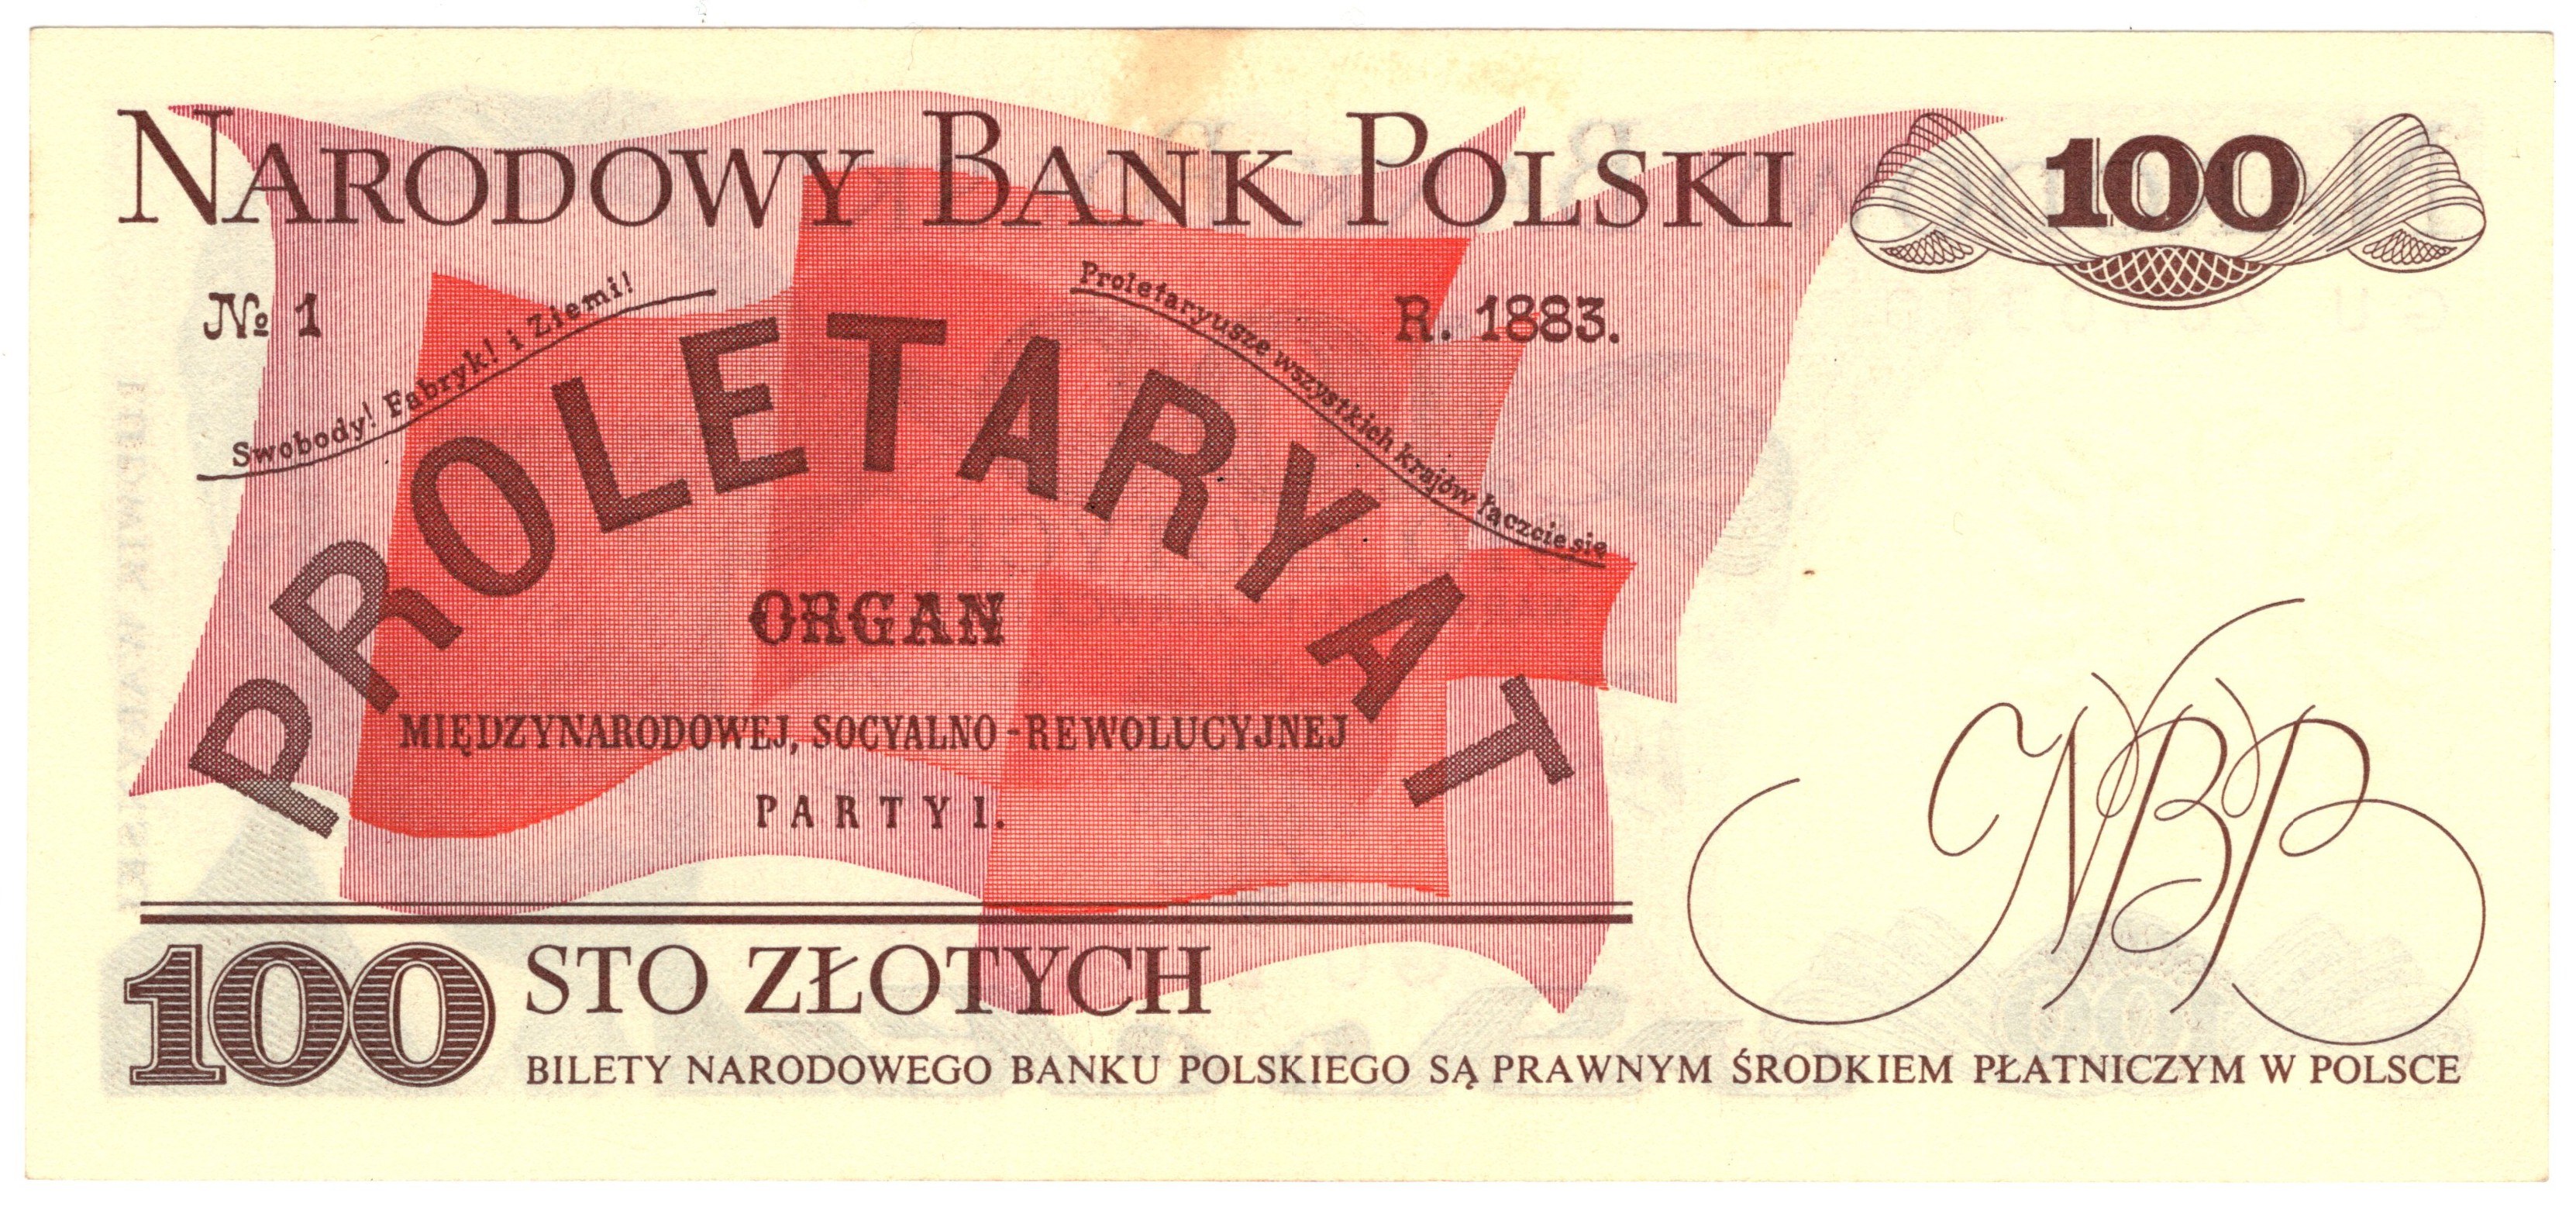 NARODOWY BANK POLSKI
100
№ 1
Swobody! Fabryk! i Ziemi!
Proletaryusze wszystkich krajów łączcie się
R. 1883.
PROLETARYAT
ORGAN
MIĘDZYNARODOWEJ, SOCYALNO-REWOLUCYJNEJ
PARTYI.
NBP
100 STO ZŁOTYCH
BILETY NARODOWEGO BANKU POLSKIEGO SĄ PRAWNYM ŚRODKIEM PŁATNICZYM W POLSCE